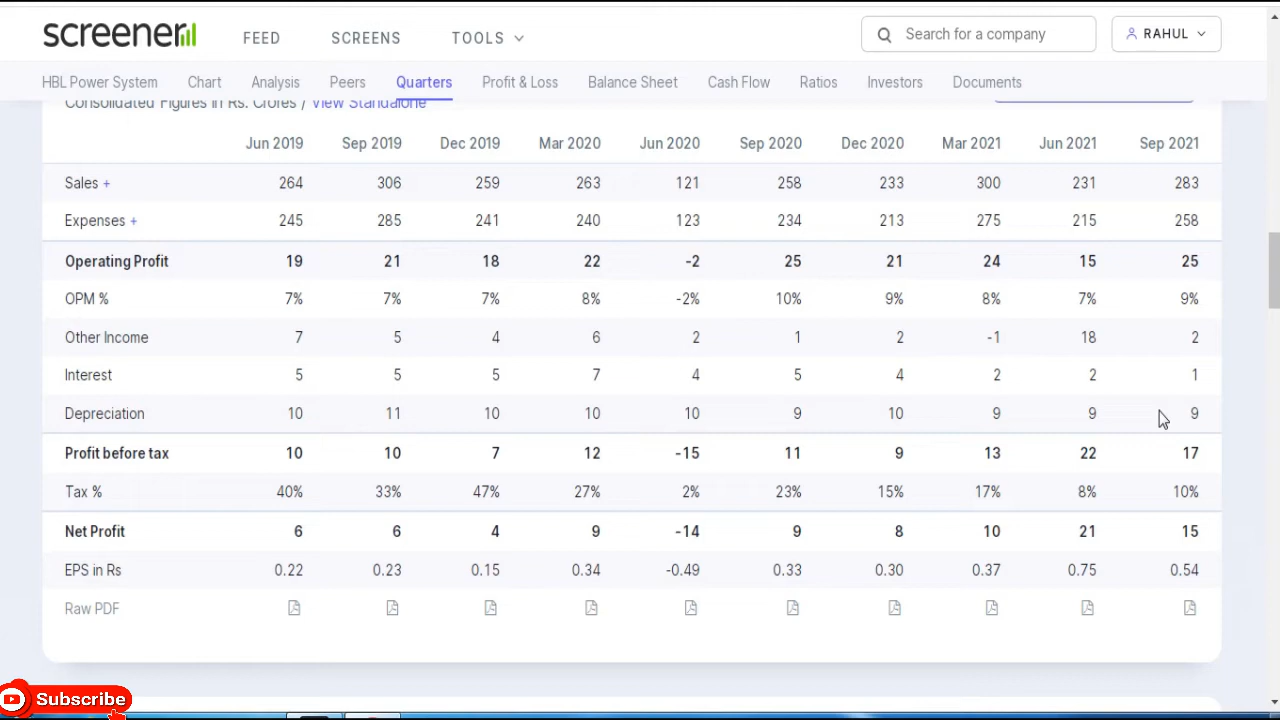 screener
FEED SCREENS TOOLS
Search for a company
RAHUL
HBL Power System Chart Analysis Peers Quarters Profit & Loss Balance Sheet Cash Flow Ratios Investors Documents
Consolidated Figures in Rs. Crores / View Standalone
Jun 2019 Sep 2019 Dec 2019 Mar 2020 Jun 2020 Sep 2020 Dec 2020 Mar 2021 Jun 2021 Sep 2021
Sales + 264 306 259 263 121 258 233 300 231 283
Expenses + 245 285 241 240 123 234 213 275 215 258
Operating Profit 19 21 18 22 -2 25 21 24 15 25
OPM % 7% 7% 7% 8% -2% 10% 9% 8% 7% 9%
Other Income 7 5 4 6 2 1 2 -1 18 2
Interest 5 5 5 7 4 5 4 2 2 1
Depreciation 10 11 10 10 10 9 10 9 9 9
Profit before tax 10 10 7 12 -15 11 9 13 22 17
Tax % 40% 33% 47% 27% 2% 23% 15% 17% 8% 10%
Net Profit 6 6 4 9 -14 9 8 10 21 15
EPS in Rs 0.22 0.23 0.15 0.34 -0.49 0.33 0.30 0.37 0.75 0.54
Raw PDF
Subscribe